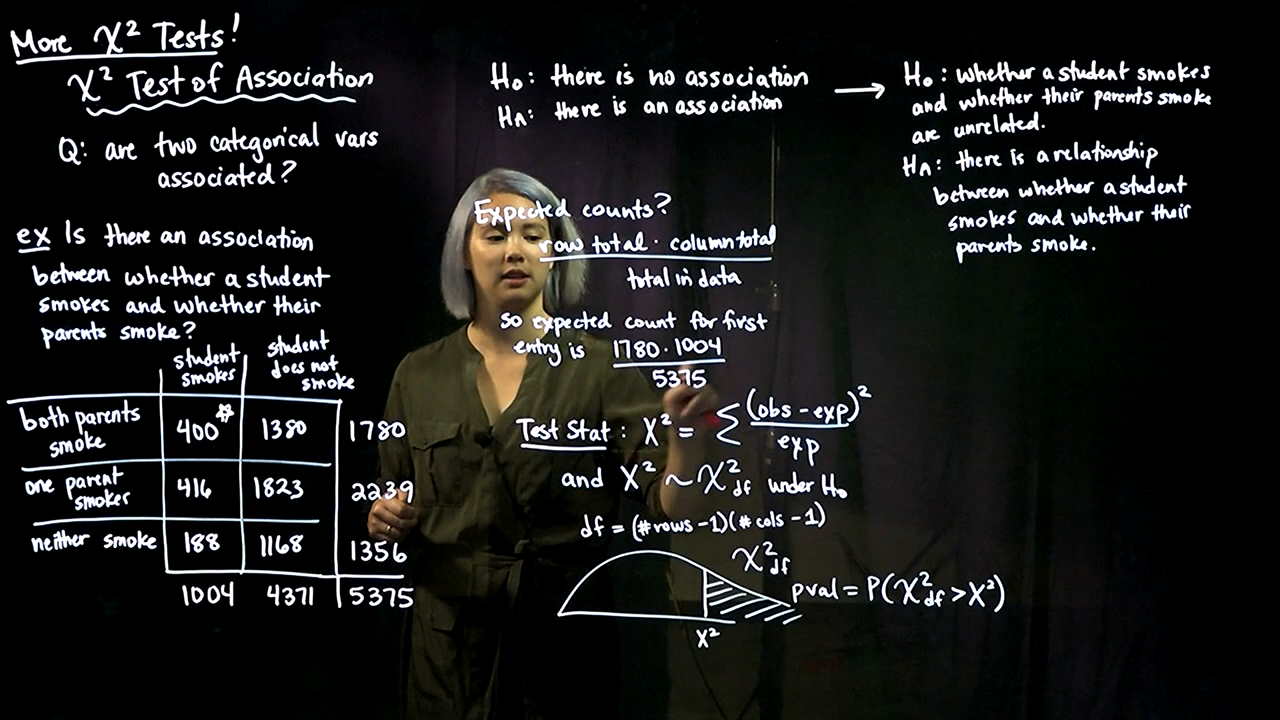 More χ² Tests!
χ² Test of Association
Q: are two categorical vars
associated?
ex Is there an association
between whether a student
smokes and whether their
parents smoke?
student smokes
student does not smoke
both parents smoke 400☆ 1380 1780
one parent smokes 416 1823 2239
neither smoke 188 1168 1356
1004 4371 5375
H₀: there is no association
H_A: there is an association
→
Expected counts?
row total · column total
total in data
so expected count for first
entry is 1780 · 1004
5375
Test Stat: X² = Σ (obs - exp)²
exp
and X² ~ χ²df under H₀
df = (#rows -1)(# cols -1)
χ²df
pval = P(χ²df > X²)
X²
H₀: whether a student smokes
and whether their parents smoke
are unrelated.
H_A: there is a relationship
between whether a student
smokes and whether their
parents smoke.